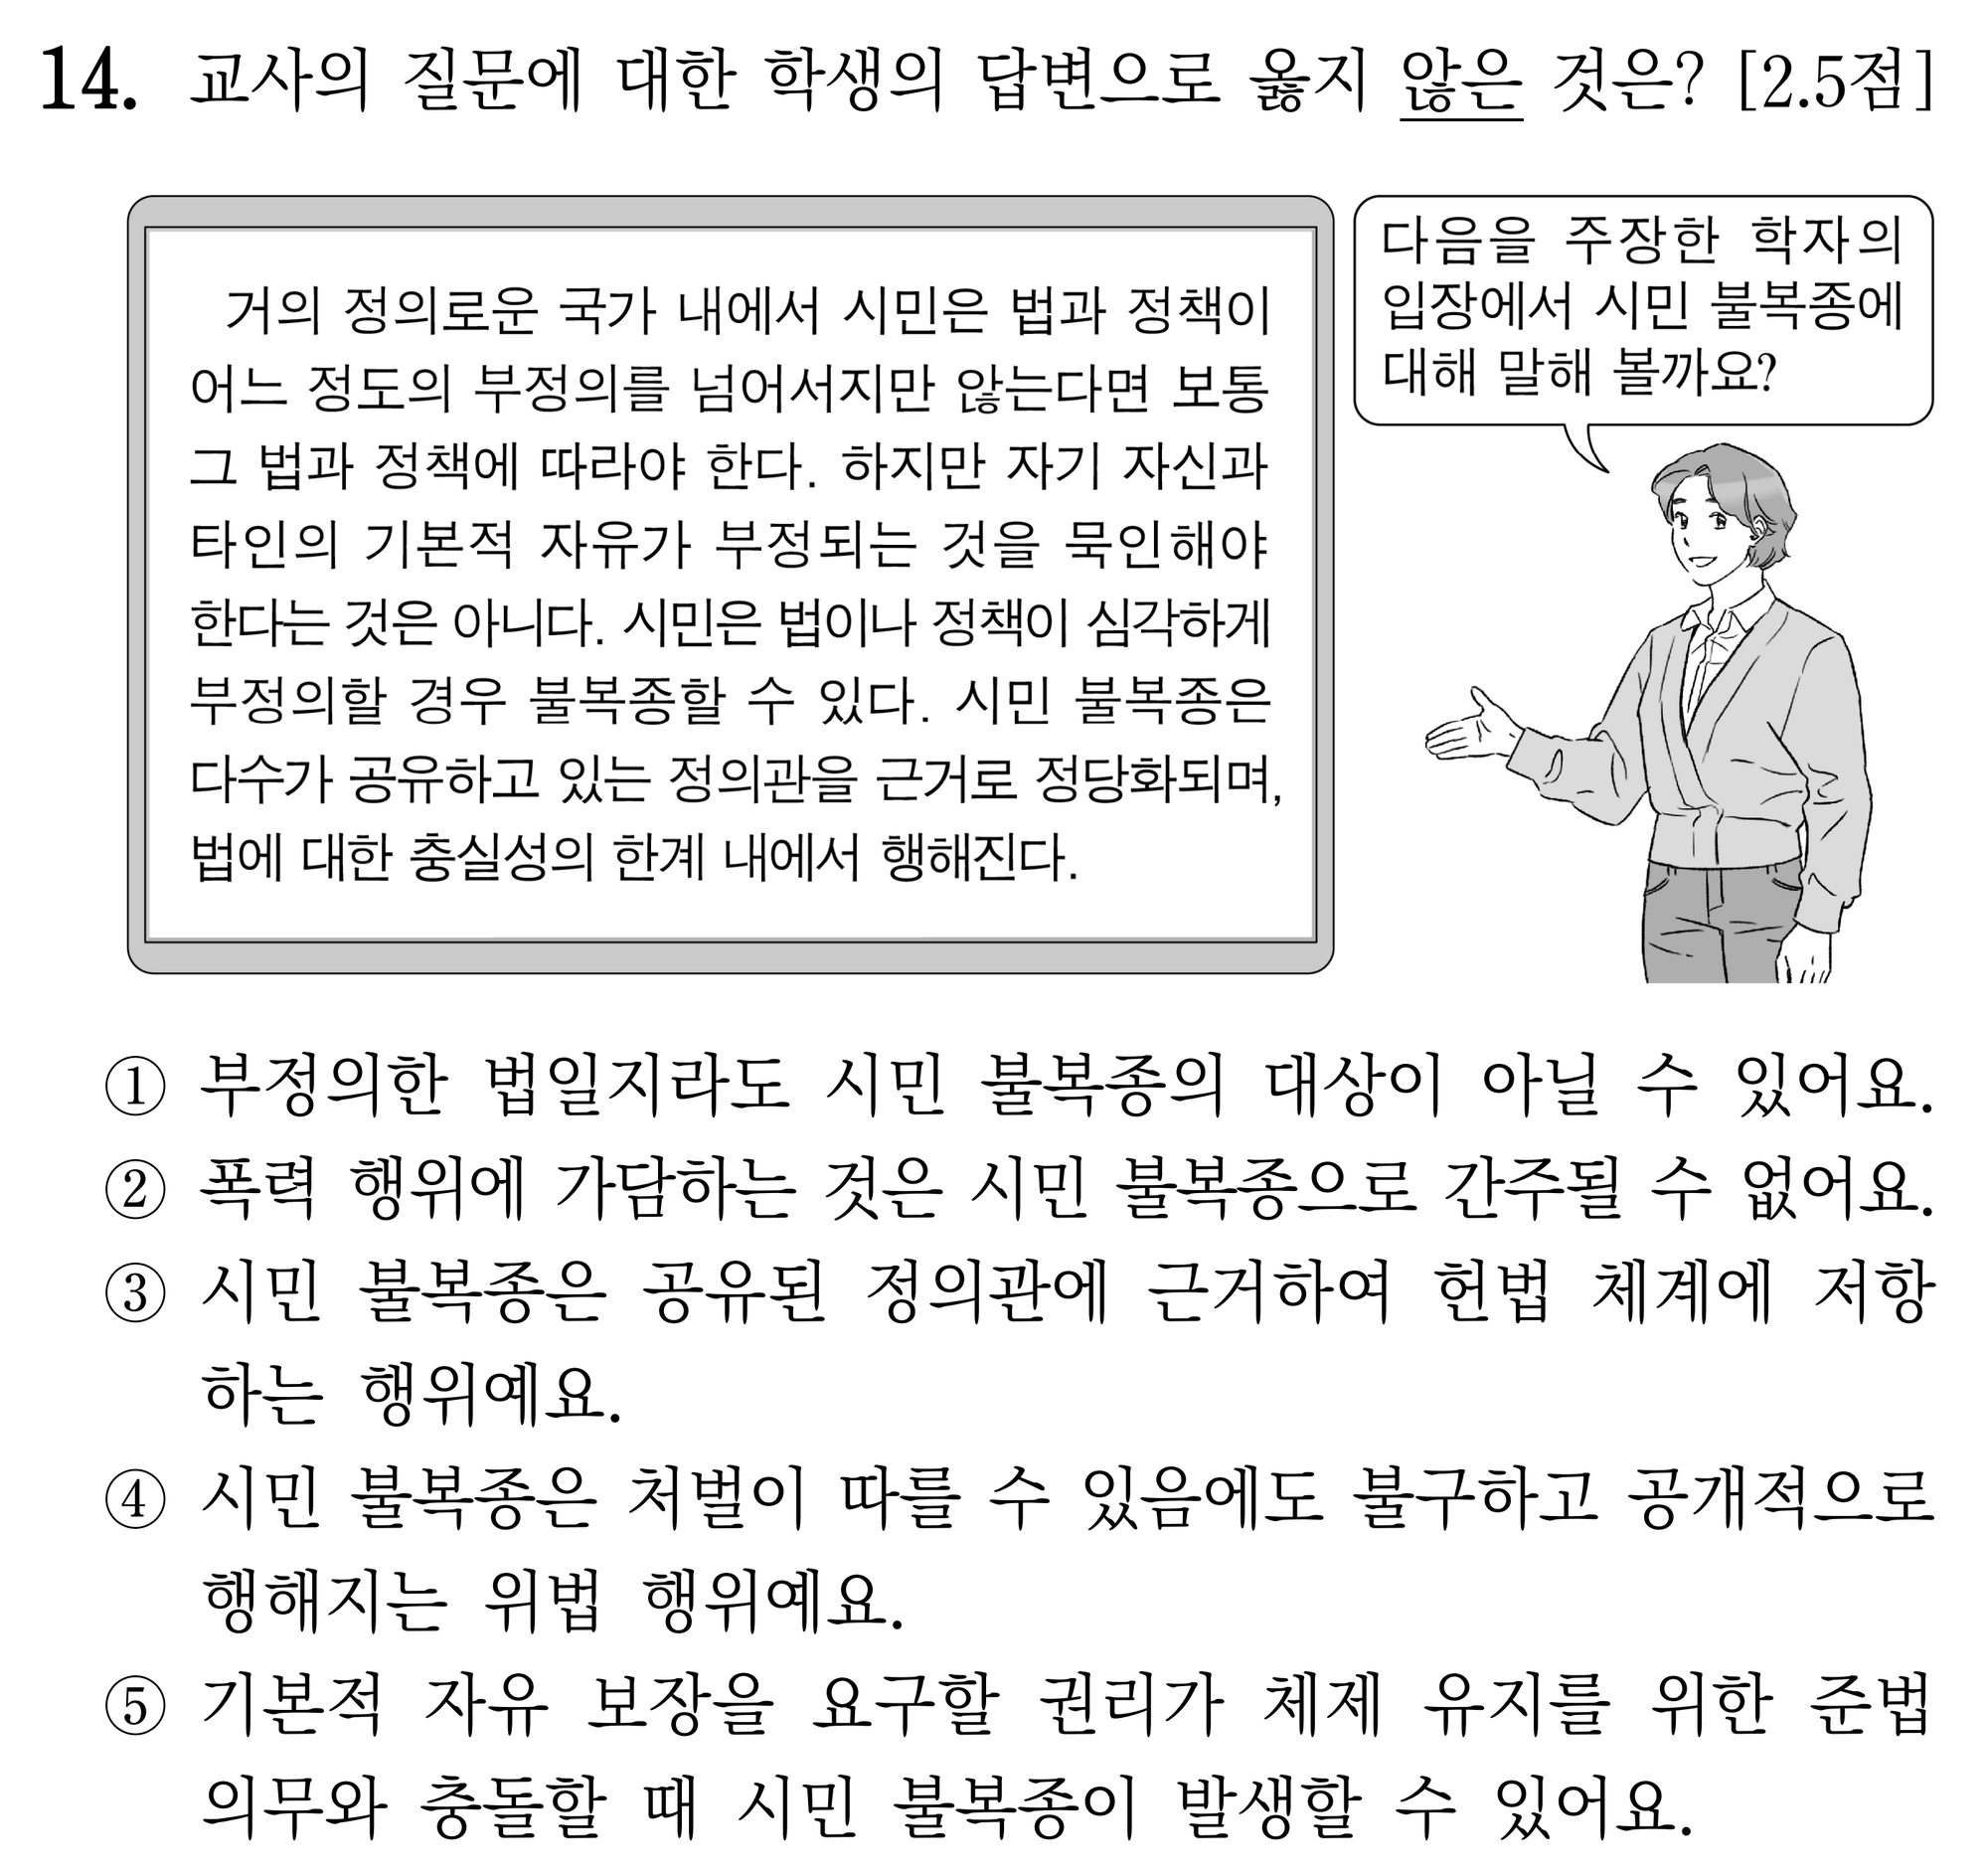 14. 교사의 질문에 대한 학생의 답변으로 옳지 않은 것은? [2.5점]
거의 정의로운 국가 내에서 시민은 법과 정책이
어느 정도의 부정의를 넘어서지만 않는다면 보통
그 법과 정책에 따라야 한다. 하지만 자기 자신과
타인의 기본적 자유가 부정되는 것을 묵인해야
한다는 것은 아니다. 시민은 법이나 정책이 심각하게
부정의할 경우 불복종할 수 있다. 시민 불복종은
다수가 공유하고 있는 정의관을 근거로 정당화되며,
법에 대한 충실성의 한계 내에서 행해진다.
다음을 주장한 학자의
입장에서 시민 불복종에
대해 말해 볼까요?
① 부정의한 법일지라도 시민 불복종의 대상이 아닐 수 있어요.
② 폭력 행위에 가담하는 것은 시민 불복종으로 간주될 수 없어요.
③ 시민 불복종은 공유된 정의관에 근거하여 헌법 체계에 저항
하는 행위예요.
④ 시민 불복종은 처벌이 따를 수 있음에도 불구하고 공개적으로
행해지는 위법 행위예요.
⑤ 기본적 자유 보장을 요구할 권리가 체제 유지를 위한 준법
의무와 충돌할 때 시민 불복종이 발생할 수 있어요.